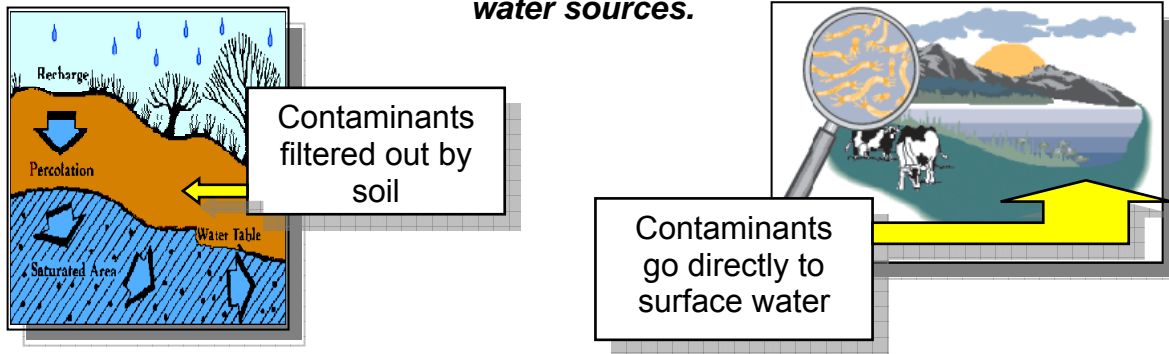 water sources.
Recharge
Percolation
Water Table
Saturated Area
Contaminants
filtered out by
soil
Contaminants
go directly to
surface water